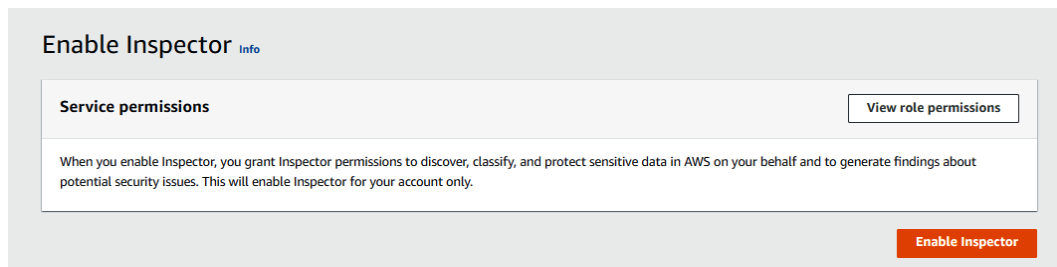 Enable Inspector Info
Service permissions
View role permissions
When you enable Inspector, you grant Inspector permissions to discover, classify, and protect sensitive data in AWS on your behalf and to generate findings about
potential security issues. This will enable Inspector for your account only.
Enable Inspector